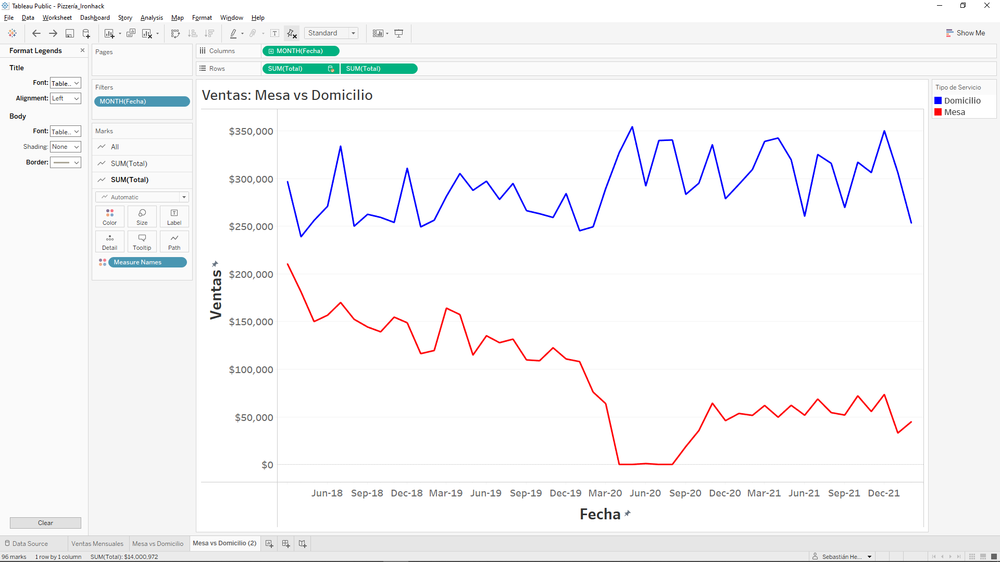 Tableau Public - Pizzería_Ironhack
File Data Worksheet Dashboard Story Analysis Map Format Window Help
Standard
Show Me
Format Legends
Title
Font: Table..
Alignment: Left
Body
Font: Table..
Shading: None
Border:
Clear
Pages
Filters
MONTH(Fecha)
Marks
All
SUM(Total)
SUM(Total)
Automatic
Color Size Label
Detail Tooltip Path
Measure Names
Columns MONTH(Fecha)
Rows SUM(Total) SUM(Total)
Ventas: Mesa vs Domicilio
Ventas
$350,000
$300,000
$250,000
$200,000
$150,000
$100,000
$50,000
$0
Jun-18 Sep-18 Dec-18 Mar-19 Jun-19 Sep-19 Dec-19 Mar-20 Jun-20 Sep-20 Dec-20 Mar-21 Jun-21 Sep-21 Dec-21
Fecha
Tipo de Servicio
Domicilio
Mesa
Data Source Ventas Mensuales Mesa vs Domicilio Mesa vs Domicilio (2)
96 marks 1 row by 1 column SUM(Total): $14,000,972 Sebastián He...